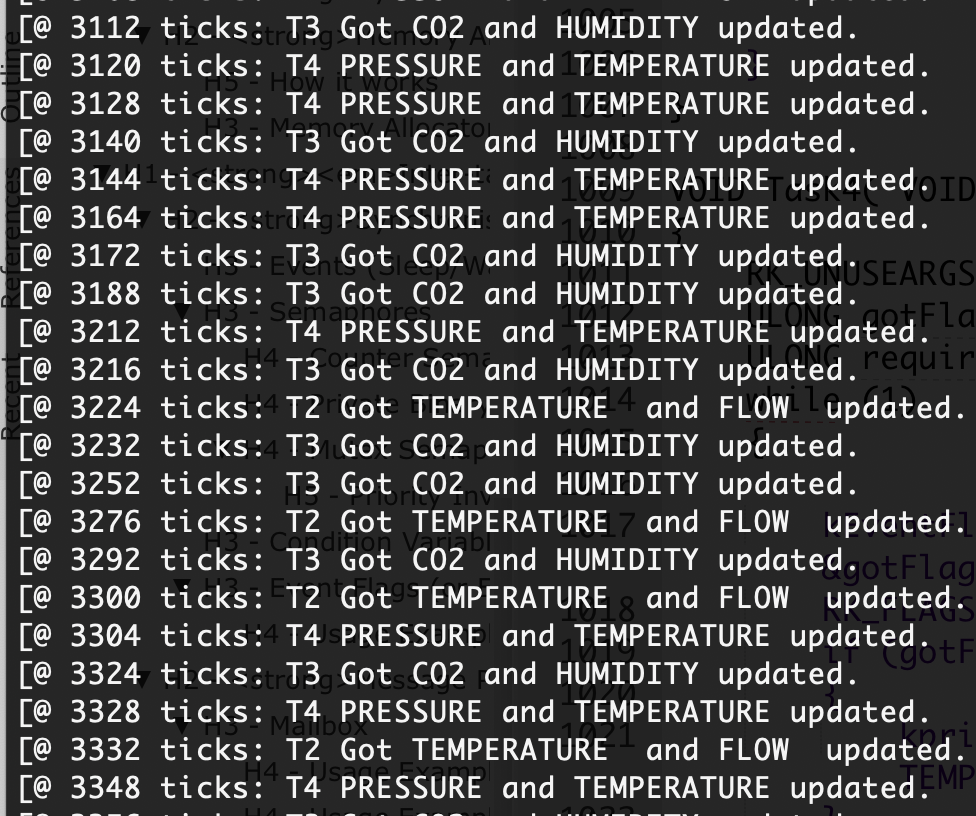 [@ 3112 ticks: T3 Got CO2 and HUMIDITY updated.
[@ 3120 ticks: T4 PRESSURE and TEMPERATURE updated.
[@ 3128 ticks: T4 PRESSURE and TEMPERATURE updated.
[@ 3140 ticks: T3 Got CO2 and HUMIDITY updated.
[@ 3144 ticks: T4 PRESSURE and TEMPERATURE updated.
[@ 3164 ticks: T4 PRESSURE and TEMPERATURE updated.
[@ 3172 ticks: T3 Got CO2 and HUMIDITY updated.
[@ 3188 ticks: T3 Got CO2 and HUMIDITY updated.
[@ 3212 ticks: T4 PRESSURE and TEMPERATURE updated.
[@ 3216 ticks: T3 Got CO2 and HUMIDITY updated.
[@ 3224 ticks: T2 Got TEMPERATURE  and FLOW  updated.
[@ 3232 ticks: T3 Got CO2 and HUMIDITY updated.
[@ 3252 ticks: T3 Got CO2 and HUMIDITY updated.
[@ 3276 ticks: T2 Got TEMPERATURE  and FLOW  updated.
[@ 3292 ticks: T3 Got CO2 and HUMIDITY updated.
[@ 3300 ticks: T2 Got TEMPERATURE  and FLOW  updated.
[@ 3304 ticks: T4 PRESSURE and TEMPERATURE updated.
[@ 3324 ticks: T3 Got CO2 and HUMIDITY updated.
[@ 3328 ticks: T4 PRESSURE and TEMPERATURE updated.
[@ 3332 ticks: T2 Got TEMPERATURE  and FLOW  updated.
[@ 3348 ticks: T4 PRESSURE and TEMPERATURE updated.